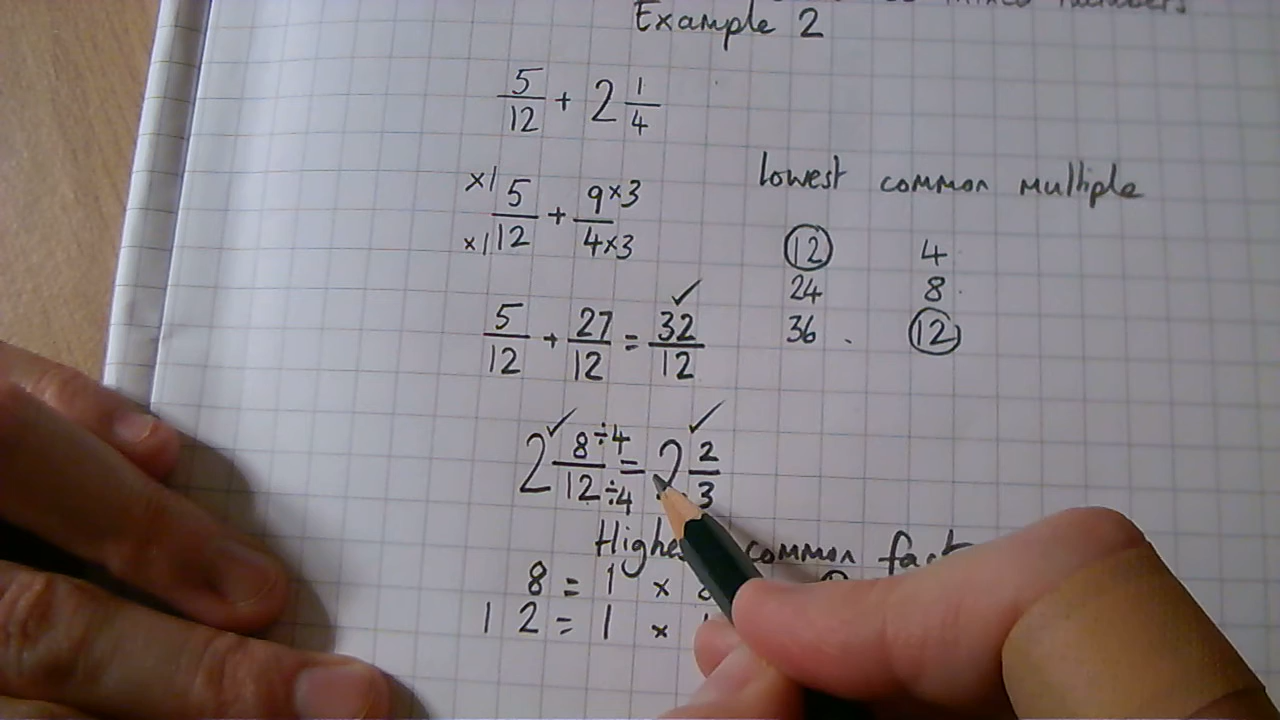 mixed numbers.
Example 2
5/12 + 2 1/4
×1 5/12 ×1 + 9×3/4×3
5/12 + 27/12 = 32/12 ✓
2 ✓ 8÷4/12÷4 = 2 2/3 ✓
Lowest common multiple
12 4
24 8
36 . 12
common
8 = 1 ×
12 = 1 ×